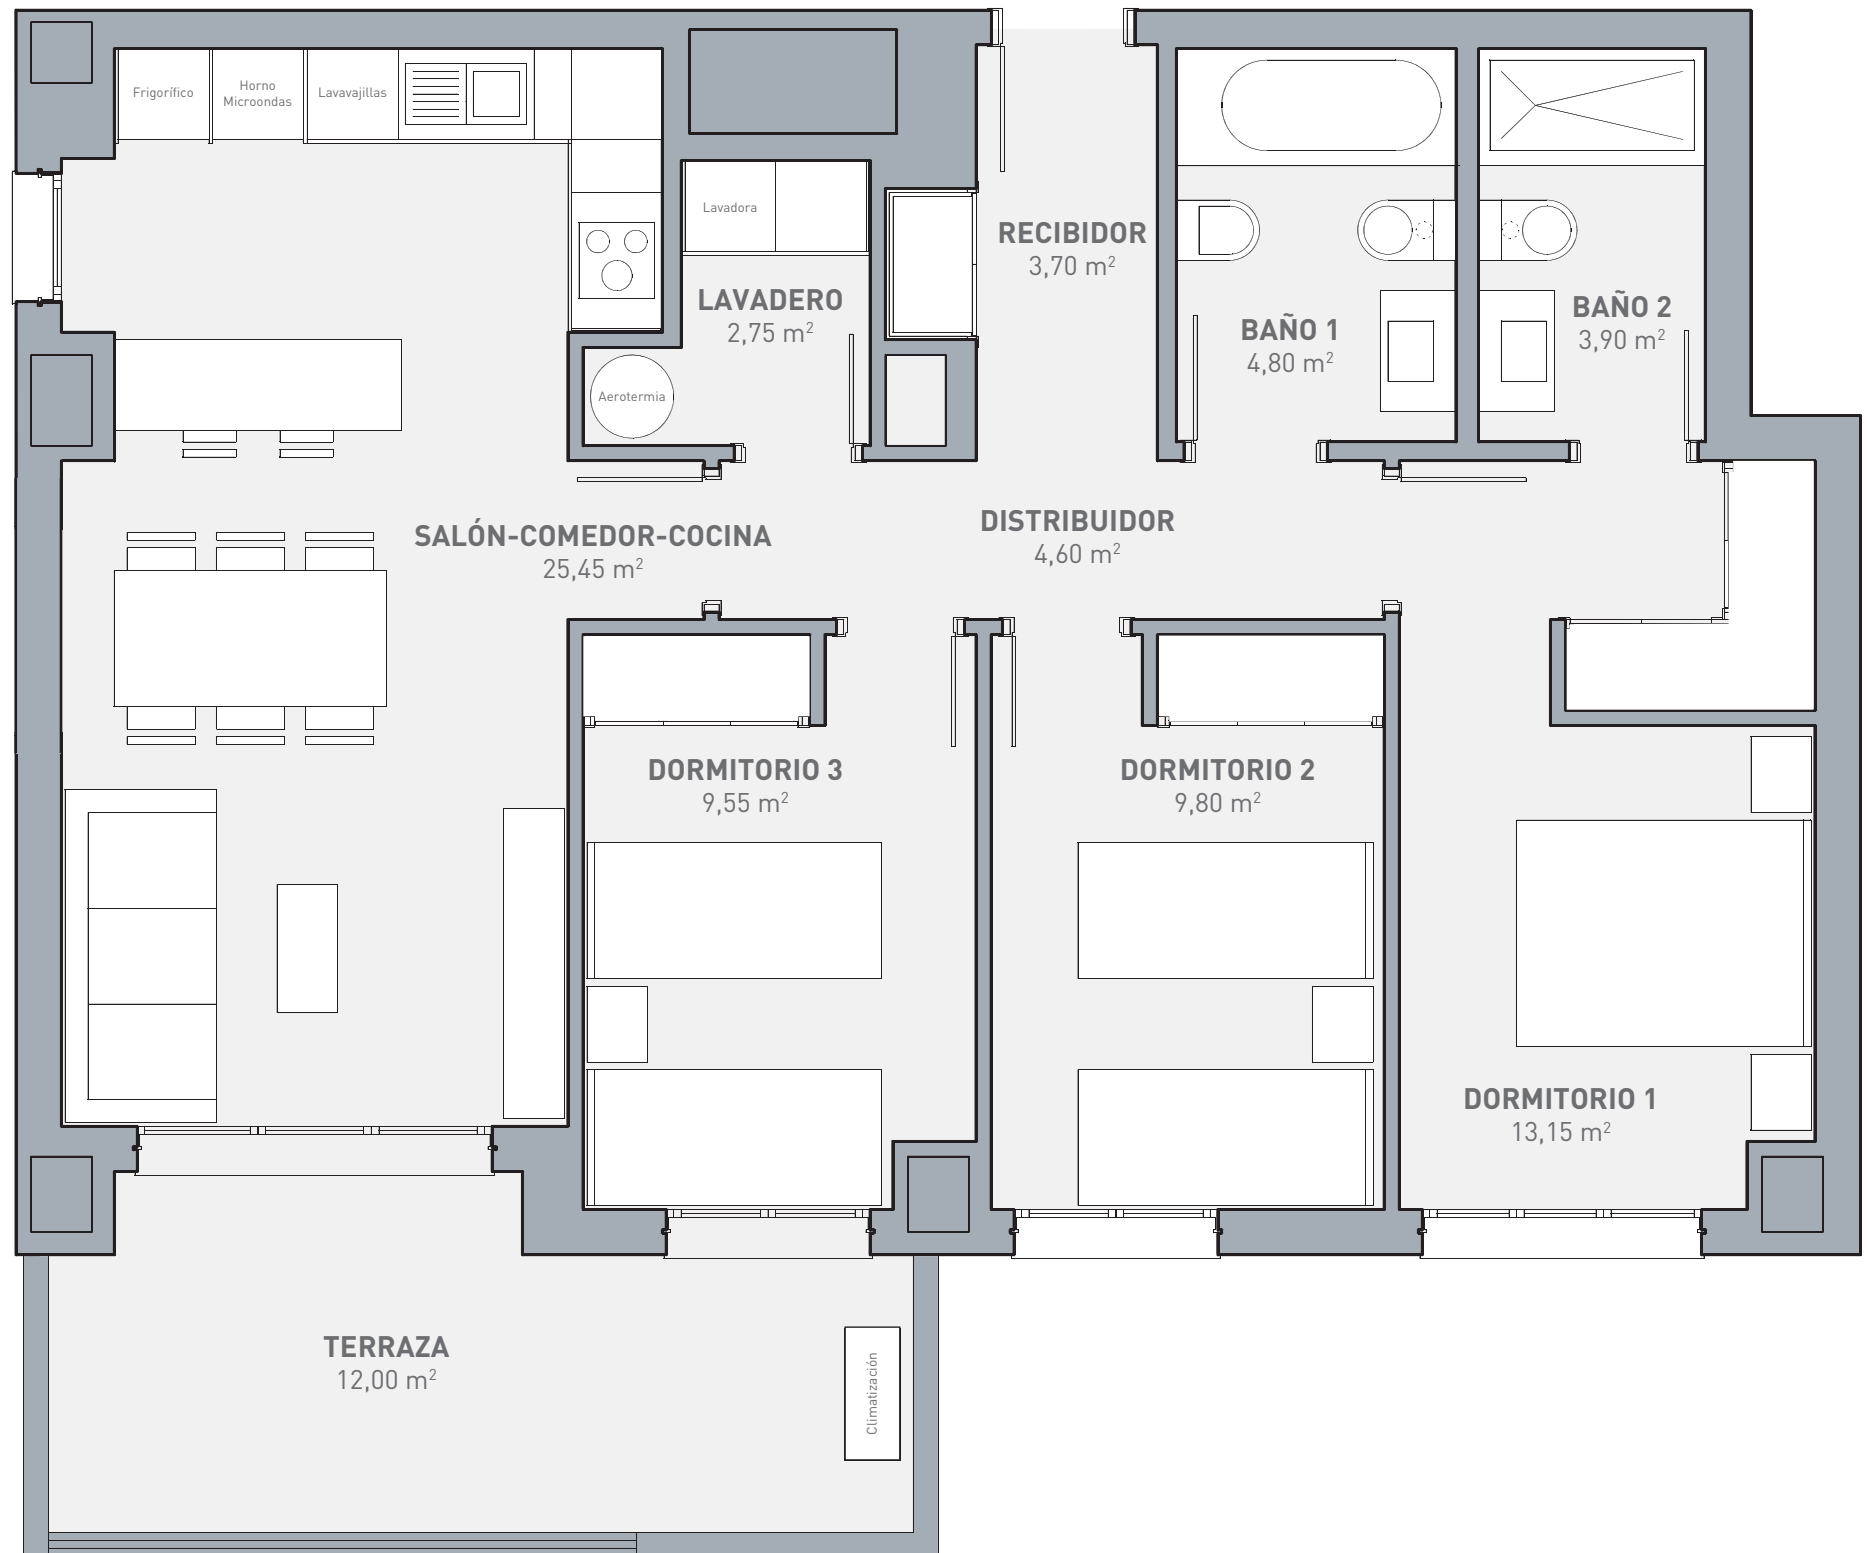 Frigorífico
Horno
Microondas
Lavavajillas
Lavadora
RECIBIDOR
3,70 m²
LAVADERO
2,75 m²
BAÑO 1
4,80 m²
BAÑO 2
3,90 m²
Aerotermia
SALÓN-COMEDOR-COCINA
25,45 m²
DISTRIBUIDOR
4,60 m²
DORMITORIO 3
9,55 m²
DORMITORIO 2
9,80 m²
DORMITORIO 1
13,15 m²
TERRAZA
12,00 m²
Climatización